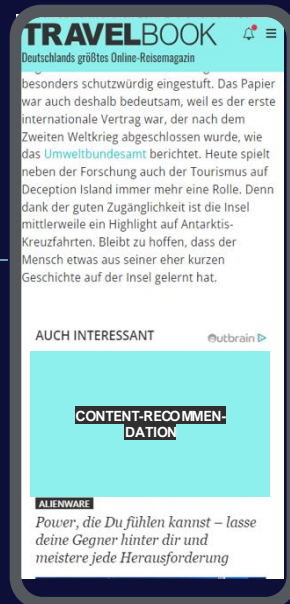 TRAVELBOOK
Deutschlands größtes Online-Reisemagazin
besonders schutzwürdig eingestuft. Das Papier
war auch deshalb bedeutsam, weil es der erste
internationale Vertrag war, der nach dem
Zweiten Weltkrieg abgeschlossen wurde, wie
das Umweltbundesamt berichtet. Heute spielt
neben der Forschung auch der Tourismus auf
Deception Island immer mehr eine Rolle. Denn
dank der guten Zugänglichkeit ist die Insel
mittlerweile ein Highlight auf Antarktis-
Kreuzfahrten. Bleibt zu hoffen, dass der
Mensch etwas aus seiner eher kurzen
Geschichte auf der Insel gelernt hat.
AUCH INTERESSANT
Outbrain
CONTENT-RECOMMEN-
DATION
ALIENWARE
Power, die Du fühlen kannst – lasse
deine Gegner hinter dir und
meistere jede Herausforderung